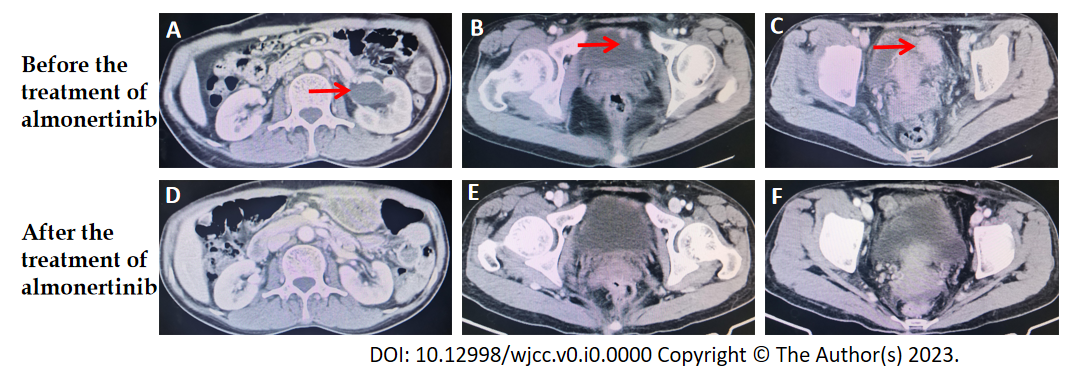 A
B
C
Before the
treatment of
almonertinib
D
E
F
After the
treatment of
almonertinib
DOI: 10.12998/wjcc.v0.i0.0000 Copyright © The Author(s) 2023.